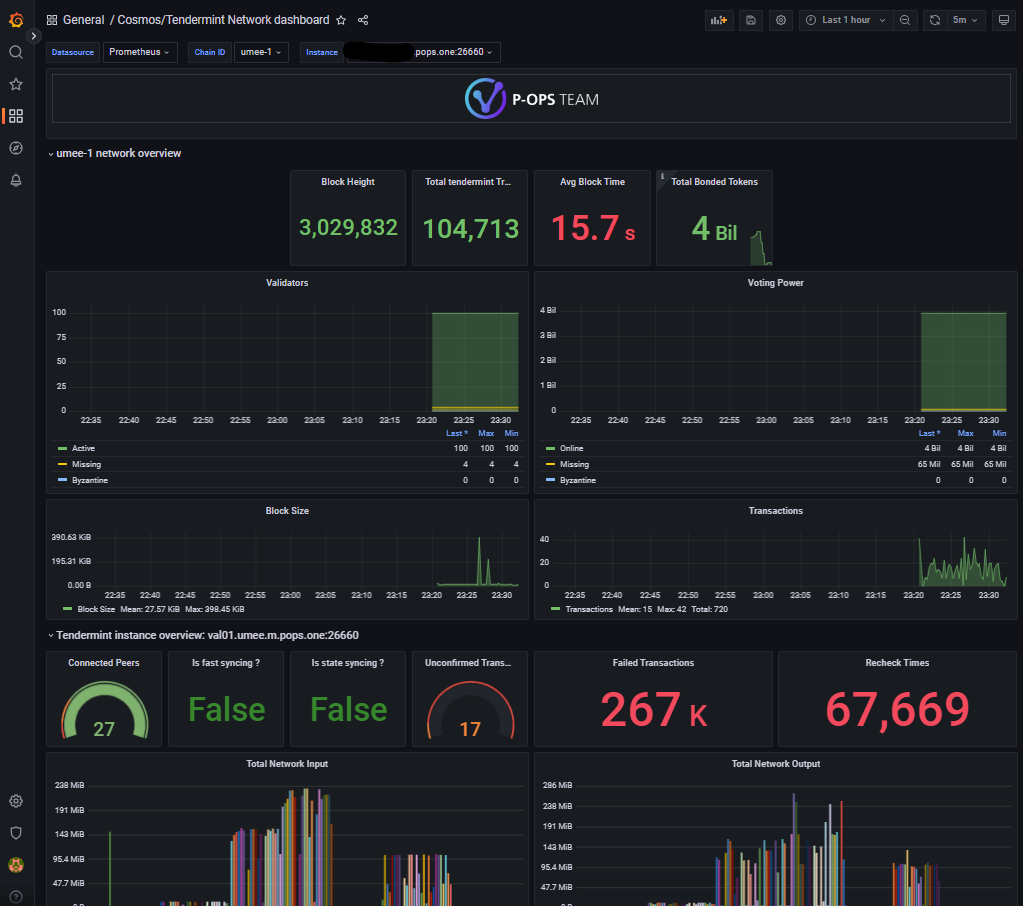 General / Cosmos/Tendermint Network dashboard
Last 1 hour
5m
Datasource Prometheus Chain ID umee-1 Instance .pops.one:26660
P-OPS TEAM
umee-1 network overview
Block Height
3,029,832
Total tendermint Tr...
104,713
Avg Block Time
15.7 s
Total Bonded Tokens
4 Bil
Validators
100
75
50
25
0
22:35 22:40 22:45 22:50 22:55 23:00 23:05 23:10 23:15 23:20 23:25 23:30
Last * Max Min
Active 100 100 100
Missing 4 4 4
Byzantine 0 0 0
Voting Power
4 Bil
3 Bil
2 Bil
1 Bil
0
22:35 22:40 22:45 22:50 22:55 23:00 23:05 23:10 23:15 23:20 23:25 23:30
Last * Max Min
Online 4 Bil 4 Bil 4 Bil
Missing 65 Mil 65 Mil 65 Mil
Byzantine 0 0 0
Block Size
390.63 KiB
195.31 KiB
0.00 B
22:35 22:40 22:45 22:50 22:55 23:00 23:05 23:10 23:15 23:20 23:25 23:30
Block Size Mean: 27.57 KiB Max: 398.45 KiB
Transactions
40
20
0
22:35 22:40 22:45 22:50 22:55 23:00 23:05 23:10 23:15 23:20 23:25 23:30
Transactions Mean: 15 Max: 42 Total: 720
Tendermint instance overview: val01.umee.m.pops.one:26660
Connected Peers
27
Is fast syncing ?
False
Is state syncing ?
False
Unconfirmed Trans...
17
Failed Transactions
267 K
Recheck Times
67,669
Total Network Input
238 MiB
191 MiB
143 MiB
95.4 MiB
47.7 MiB
Total Network Output
286 MiB
238 MiB
191 MiB
143 MiB
95.4 MiB
47.7 MiB